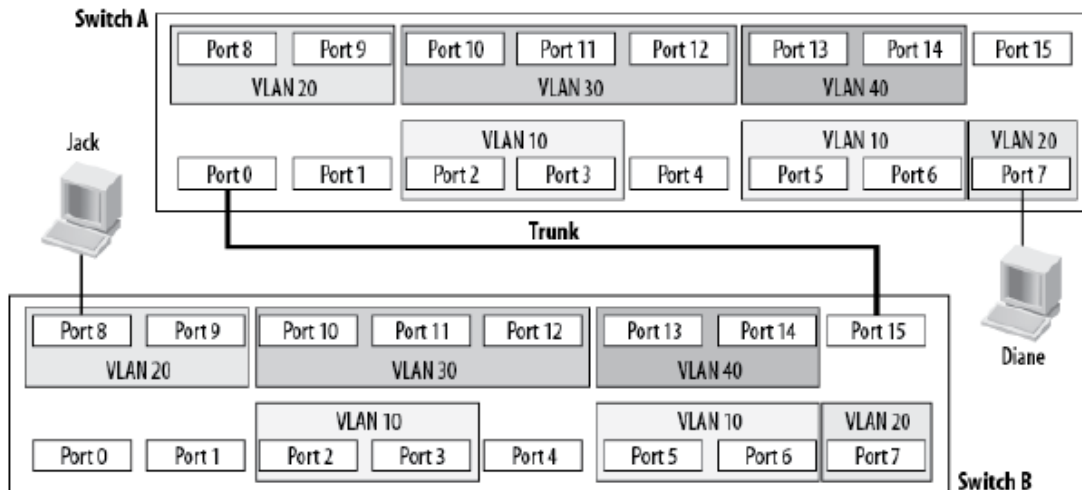 Switch A
Port 8 Port 9 Port 10 Port 11 Port 12 Port 13 Port 14 Port 15
VLAN 20 VLAN 30 VLAN 40
Jack
VLAN 10 VLAN 10 VLAN 20
Port 0 Port 1 Port 2 Port 3 Port 4 Port 5 Port 6 Port 7
Trunk
Port 8 Port 9 Port 10 Port 11 Port 12 Port 13 Port 14 Port 15
Diane
VLAN 20 VLAN 30 VLAN 40
VLAN 10 VLAN 10 VLAN 20
Port 0 Port 1 Port 2 Port 3 Port 4 Port 5 Port 6 Port 7
Switch B